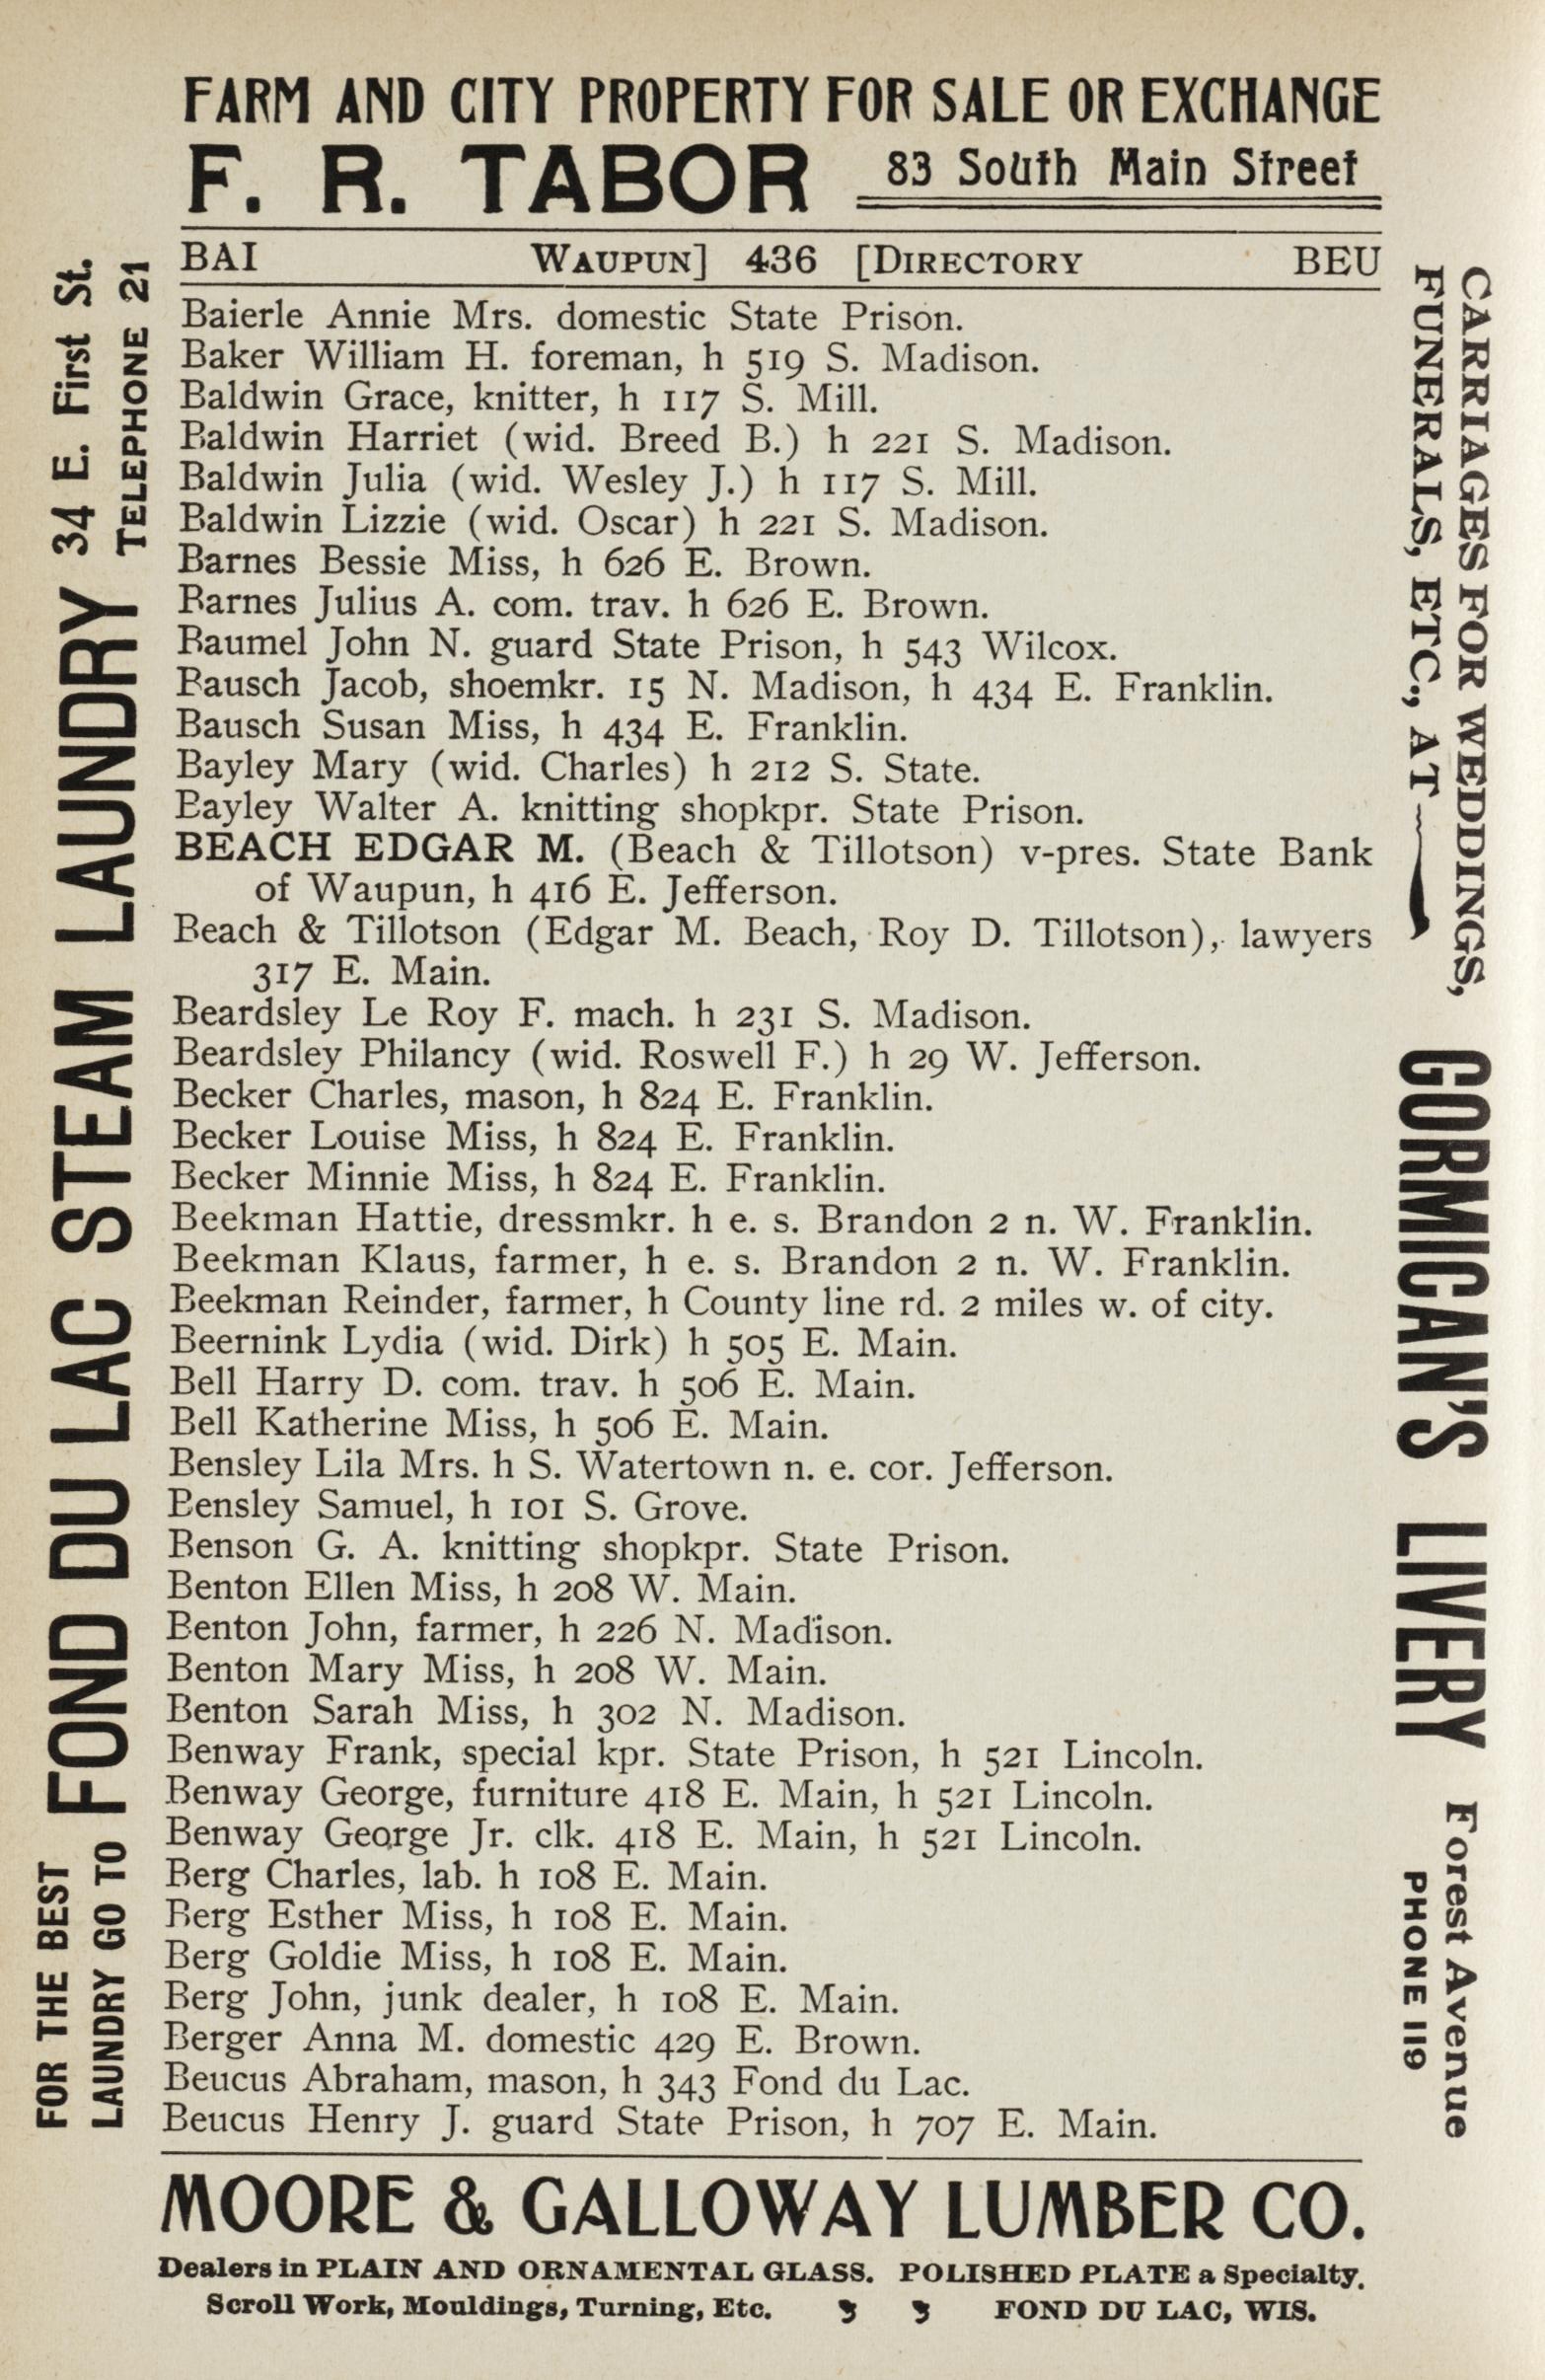 FARM AND CITY PROPERTY FOR SALE OR EXCHANGE
F. R. TABOR 83 South Main Street
BAI WAUPUN] 436 [DIRECTORY BEU
Baierle Annie Mrs. domestic State Prison.
Baker William H. foreman, h 519 S. Madison.
Baldwin Grace, knitter, h 117 S. Mill.
Baldwin Harriet (wid. Breed B.) h 221 S. Madison.
Baldwin Julia (wid. Wesley J.) h 117 S. Mill.
Baldwin Lizzie (wid. Oscar) h 221 S. Madison.
Barnes Bessie Miss, h 626 E. Brown.
Barnes Julius A. com. trav. h 626 E. Brown.
Baumel John N. guard State Prison, h 543 Wilcox.
Bausch Jacob, shoemkr. 15 N. Madison, h 434 E. Franklin.
Bausch Susan Miss, h 434 E. Franklin.
Bayley Mary (wid. Charles) h 212 S. State.
Bayley Walter A. knitting shopkpr. State Prison.
BEACH EDGAR M. (Beach & Tillotson) v-pres. State Bank
of Waupun, h 416 E. Jefferson.
Beach & Tillotson (Edgar M. Beach, Roy D. Tillotson), lawyers
317 E. Main.
Beardsley Le Roy F. mach. h 231 S. Madison.
Beardsley Philancy (wid. Roswell F.) h 29 W. Jefferson.
Becker Charles, mason, h 824 E. Franklin.
Becker Louise Miss, h 824 E. Franklin.
Becker Minnie Miss, h 824 E. Franklin.
Beekman Hattie, dressmkr. h e. s. Brandon 2 n. W. Franklin.
Beekman Klaus, farmer, h e. s. Brandon 2 n. W. Franklin.
Beekman Reinder, farmer, h County line rd. 2 miles w. of city.
Beernink Lydia (wid. Dirk) h 505 E. Main.
Bell Harry D. com. trav. h 506 E. Main.
Bell Katherine Miss, h 506 E. Main.
Bensley Lila Mrs. h S. Watertown n. e. cor. Jefferson.
Bensley Samuel, h 101 S. Grove.
Benson G. A. knitting shopkpr. State Prison.
Benton Ellen Miss, h 208 W. Main.
Benton John, farmer, h 226 N. Madison.
Benton Mary Miss, h 208 W. Main.
Benton Sarah Miss, h 302 N. Madison.
Benway Frank, special kpr. State Prison, h 521 Lincoln.
Benway George, furniture 418 E. Main, h 521 Lincoln.
Benway George Jr. clk. 418 E. Main, h 521 Lincoln.
Berg Charles, lab. h 108 E. Main.
Berg Esther Miss, h 108 E. Main.
Berg Goldie Miss, h 108 E. Main.
Berg John, junk dealer, h 108 E. Main.
Berger Anna M. domestic 429 E. Brown.
Beucus Abraham, mason, h 343 Fond du Lac.
Beucus Henry J. guard State Prison, h 707 E. Main.
MOORE & GALLOWAY LUMBER CO.
Dealers in PLAIN AND ORNAMENTAL GLASS. POLISHED PLATE a Specialty.
Scroll Work, Mouldings, Turning, Etc. FOND DU LAC, WIS.
FOR THE BEST
LAUNDRY GO TO
FOND DU LAC STEAM LAUNDRY
34 E. First St.
TELEPHONE 21
CARRIAGES FOR WEDDINGS,
FUNERALS, ETC., AT
GORMICAN'S LIVERY
Forest Avenue
PHONE 119